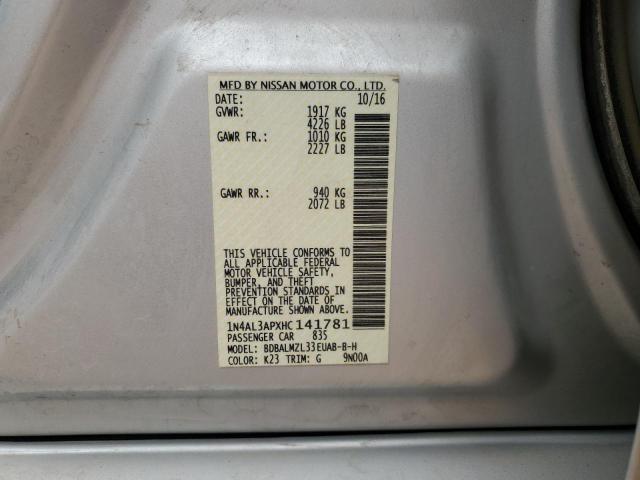 MFD BY NISSAN MOTOR CO., LTD.
DATE: 10/16
GVWR: 1917 KG
4226 LB
GAWR FR.: 1010 KG
2227 LB
GAWR RR.: 940 KG
2072 LB
THIS VEHICLE CONFORMS TO
ALL APPLICABLE FEDERAL
MOTOR VEHICLE SAFETY,
BUMPER, AND THEFT
PREVENTION STANDARDS IN
EFFECT ON THE DATE OF
MANUFACTURE SHOWN ABOVE.
1N4AL3APXHC141781
PASSENGER CAR 835
MODEL: BDBALMZL33EUAB-B-H
COLOR: K23 TRIM: G 9N00A